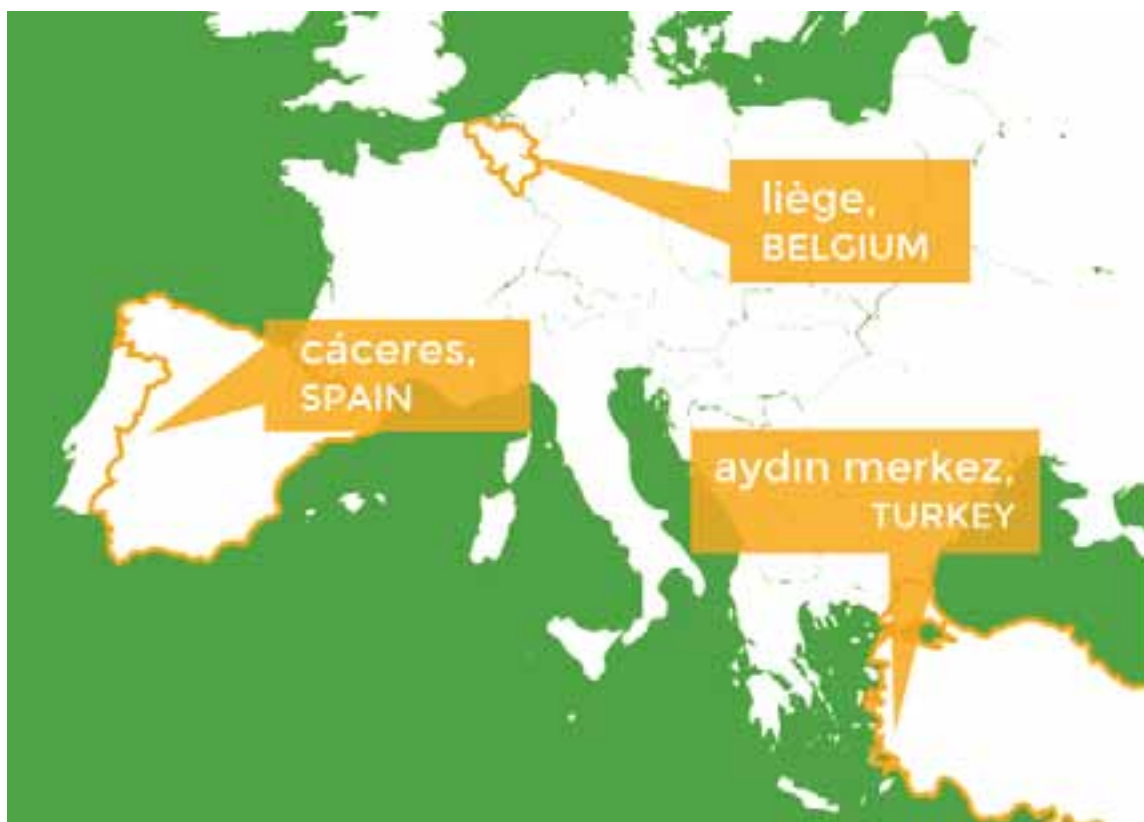 liège,
BELGIUM
cáceres,
SPAIN
aydın merkez,
TURKEY